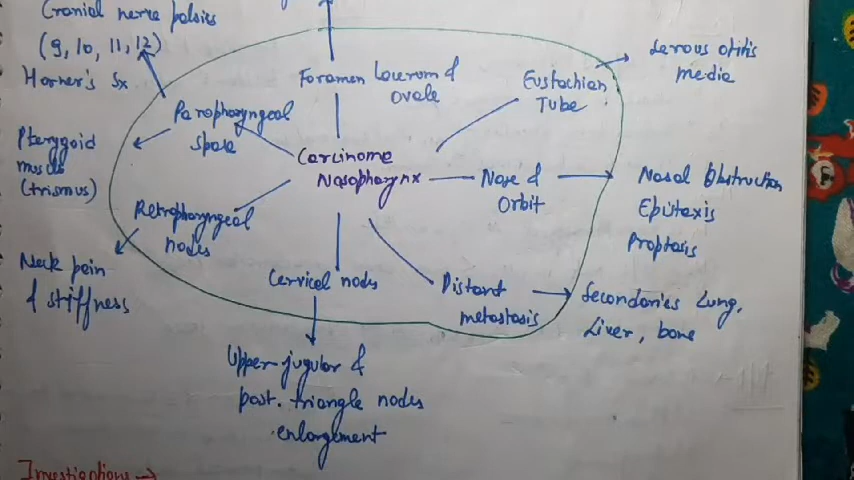 Cranial nerve palsies
(9, 10, 11, 12)
Horner's Sx
Foramen Lacerum &
ovale
Eustachian
Tube
Serous otitis
media
Parapharyngeal
space
Pterygoid
muscles
(trismus)
Carcinoma
Nasopharynx
Nose &
Orbit
Nasal Obstruction
Epistaxis
Proptosis
Retropharyngeal
nodes
Neck pain
& stiffness
Cervical nodes
Distant
metastasis
Secondaries Lung,
Liver, bone
Upper jugular &
post. triangle nodes
enlargement
Investigations →